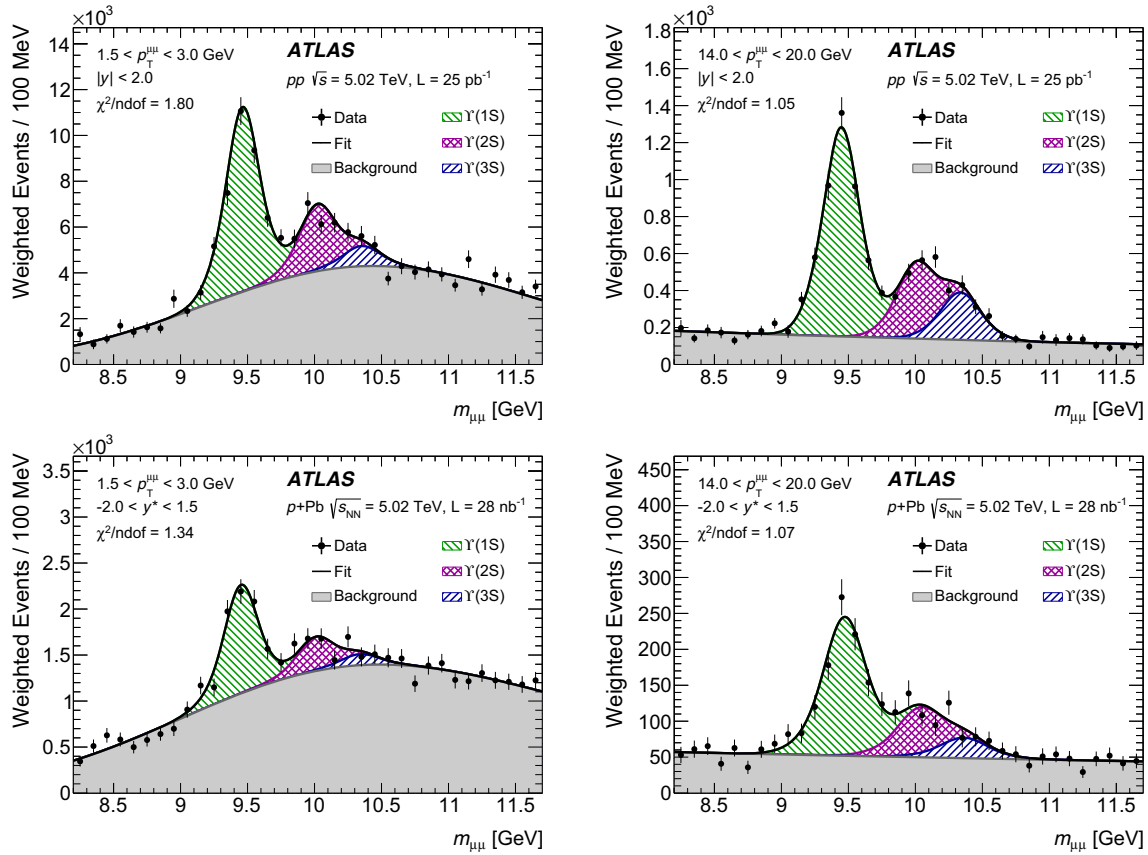 ×10³
Weighted Events / 100 MeV
14
12
10
8
6
4
2
0
1.5 < p_T^μμ < 3.0 GeV
|y| < 2.0
χ²/ndof = 1.80
ATLAS
pp √s = 5.02 TeV, L = 25 pb⁻¹
Data
Fit
Background
ϒ(1S)
ϒ(2S)
ϒ(3S)
8.5 9 9.5 10 10.5 11 11.5
m_μμ [GeV]
×10³
Weighted Events / 100 MeV
1.8
1.6
1.4
1.2
1
0.8
0.6
0.4
0.2
0
14.0 < p_T^μμ < 20.0 GeV
|y| < 2.0
χ²/ndof = 1.05
ATLAS
pp √s = 5.02 TeV, L = 25 pb⁻¹
Data
Fit
Background
ϒ(1S)
ϒ(2S)
ϒ(3S)
8.5 9 9.5 10 10.5 11 11.5
m_μμ [GeV]
×10³
Weighted Events / 100 MeV
3.5
3
2.5
2
1.5
1
0.5
0
1.5 < p_T^μμ < 3.0 GeV
-2.0 < y* < 1.5
χ²/ndof = 1.34
ATLAS
p+Pb √s_NN = 5.02 TeV, L = 28 nb⁻¹
Data
Fit
Background
ϒ(1S)
ϒ(2S)
ϒ(3S)
8.5 9 9.5 10 10.5 11 11.5
m_μμ [GeV]
Weighted Events / 100 MeV
450
400
350
300
250
200
150
100
50
0
14.0 < p_T^μμ < 20.0 GeV
-2.0 < y* < 1.5
χ²/ndof = 1.07
ATLAS
p+Pb √s_NN = 5.02 TeV, L = 28 nb⁻¹
Data
Fit
Background
ϒ(1S)
ϒ(2S)
ϒ(3S)
8.5 9 9.5 10 10.5 11 11.5
m_μμ [GeV]